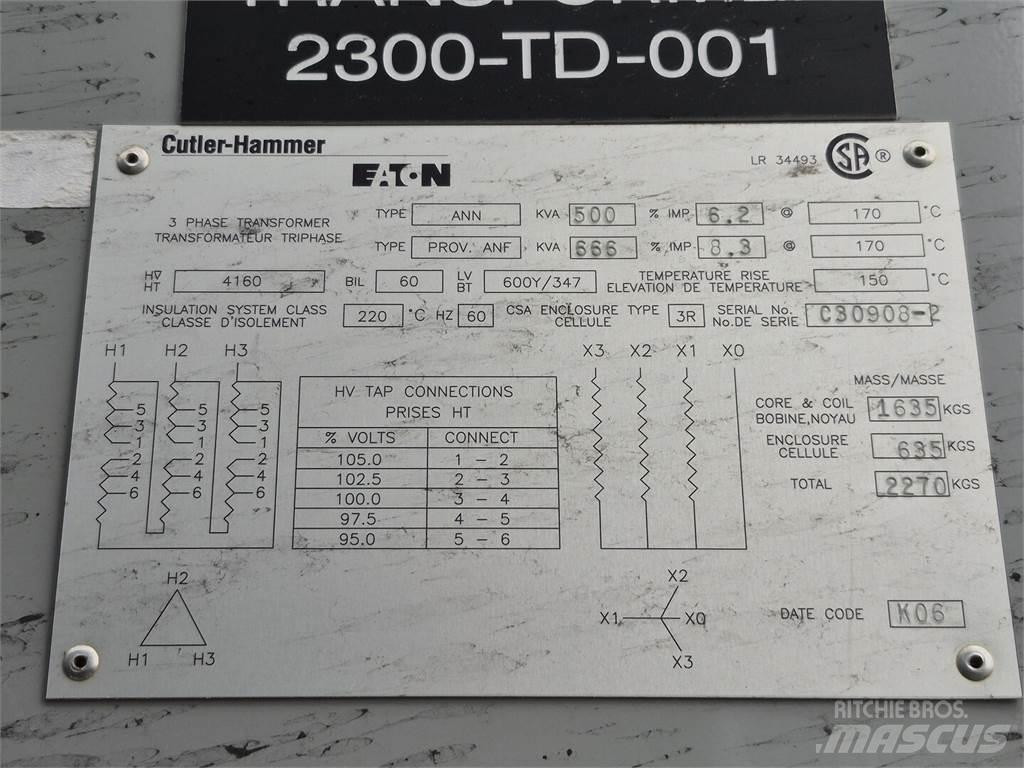 TRANSFORMER
2300-TD-001
Cutler-Hammer
EATON
LR 34493 CSA ®
3 PHASE TRANSFORMER
TRANSFORMATEUR TRIPHASE
TYPE ANN KVA 500 % IMP 6.2 @ 170 °C
TYPE PROV. ANF KVA 666 % IMP 8.3 @ 170 °C
HV
HT 4160 BIL 60 LV
BT 600Y/347 TEMPERATURE RISE
ELEVATION DE TEMPERATURE 150 °C
INSULATION SYSTEM CLASS
CLASSE D'ISOLEMENT 220 °C HZ 60 CSA ENCLOSURE TYPE
CELLULE 3R SERIAL No.
No. DE SERIE C30908-2
H1 H2 H3
5 5 5
3 3 3
1 1 1
2 2 2
4 4 4
6 6 6
HV TAP CONNECTIONS
PRISES HT
% VOLTS CONNECT
105.0 1 - 2
102.5 2 - 3
100.0 3 - 4
97.5 4 - 5
95.0 5 - 6
X3 X2 X1 X0
MASS/MASSE
CORE & COIL
BOBINE,NOYAU 1635 KGS
ENCLOSURE
CELLULE 635 KGS
TOTAL 2270 KGS
H2
H1 H3
X2
X1 X0
X3
DATE CODE K06
RITCHIE BROS.
MASCUS